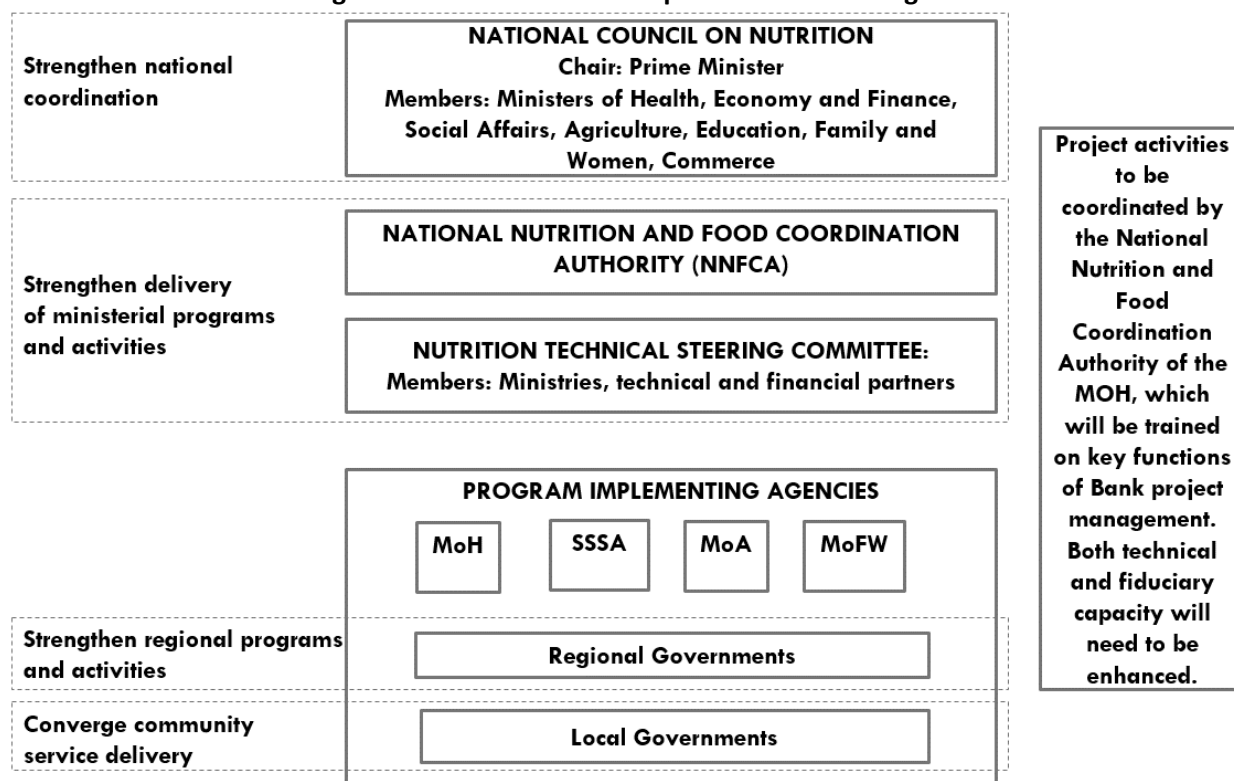 Strengthen national
coordination
NATIONAL COUNCIL ON NUTRITION
Chair: Prime Minister
Members: Ministers of Health, Economy and Finance,
Social Affairs, Agriculture, Education, Family and
Women, Commerce
Strengthen delivery
of ministerial programs
and activities
NATIONAL NUTRITION AND FOOD COORDINATION
AUTHORITY (NNFCA)
NUTRITION TECHNICAL STEERING COMMITTEE:
Members: Ministries, technical and financial partners
PROGRAM IMPLEMENTING AGENCIES
MoH
SSSA
MoA
MoFW
Strengthen regional programs
and activities
Regional Governments
Converge community
service delivery
Local Governments
Project activities
to be
coordinated by
the National
Nutrition and
Food
Coordination
Authority of the
MOH, which
will be trained
on key functions
of Bank project
management.
Both technical
and fiduciary
capacity will
need to be
enhanced.